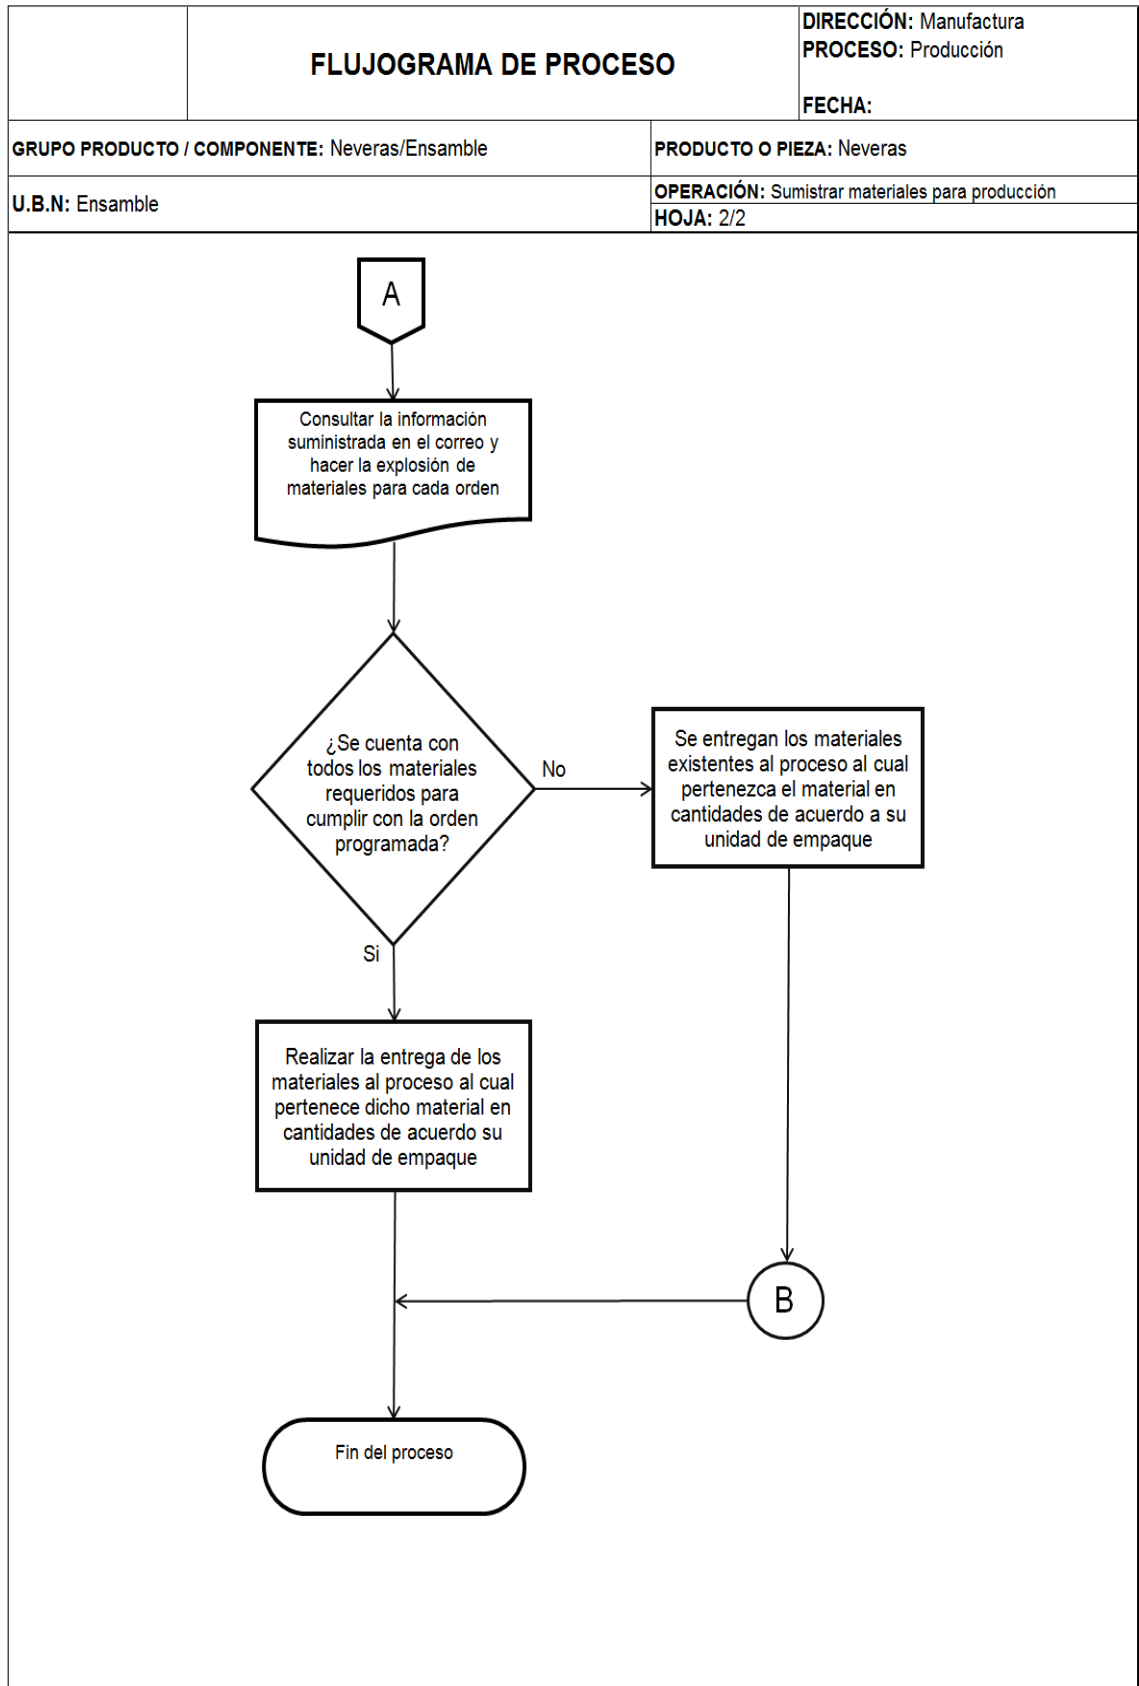 FLUJOGRAMA DE PROCESO
DIRECCIÓN: Manufactura
PROCESO: Producción
FECHA:
GRUPO PRODUCTO / COMPONENTE: Neveras/Ensamble
PRODUCTO O PIEZA: Neveras
U.B.N: Ensamble
OPERACIÓN: Sumistrar materiales para producción
HOJA: 2/2
A
Consultar la información
suministrada en el correo y
hacer la explosión de
materiales para cada orden
¿Se cuenta con
todos los materiales
requeridos para
cumplir con la orden
programada?
No
Se entregan los materiales
existentes al proceso al cual
pertenezca el material en
cantidades de acuerdo a su
unidad de empaque
Si
Realizar la entrega de los
materiales al proceso al cual
pertenece dicho material en
cantidades de acuerdo su
unidad de empaque
B
Fin del proceso